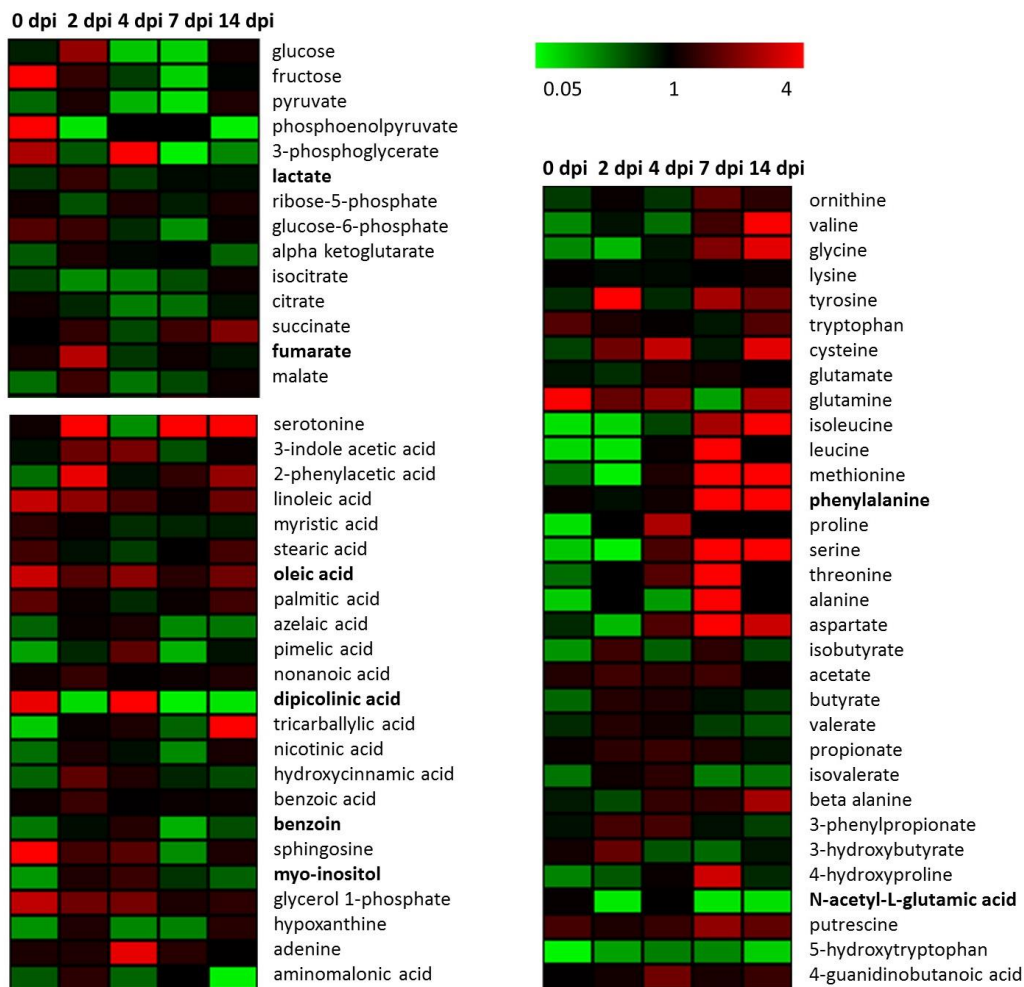 0 dpi 2 dpi 4 dpi 7 dpi 14 dpi
glucose
fructose
pyruvate
phosphoenolpyruvate
3-phosphoglycerate
lactate
ribose-5-phosphate
glucose-6-phosphate
alpha ketoglutarate
isocitrate
citrate
succinate
fumarate
malate
serotonine
3-indole acetic acid
2-phenylacetic acid
linoleic acid
myristic acid
stearic acid
oleic acid
palmitic acid
azelaic acid
pimelic acid
nonanoic acid
dipicolinic acid
tricarballylic acid
nicotinic acid
hydroxycinnamic acid
benzoic acid
benzoin
sphingosine
myo-inositol
glycerol 1-phosphate
hypoxanthine
adenine
aminomalonic acid
0.05 1 4
0 dpi 2 dpi 4 dpi 7 dpi 14 dpi
ornithine
valine
glycine
lysine
tyrosine
tryptophan
cysteine
glutamate
glutamine
isoleucine
leucine
methionine
phenylalanine
proline
serine
threonine
alanine
aspartate
isobutyrate
acetate
butyrate
valerate
propionate
isovalerate
beta alanine
3-phenylpropionate
3-hydroxybutyrate
4-hydroxyproline
N-acetyl-L-glutamic acid
putrescine
5-hydroxytryptophan
4-guanidinobutanoic acid